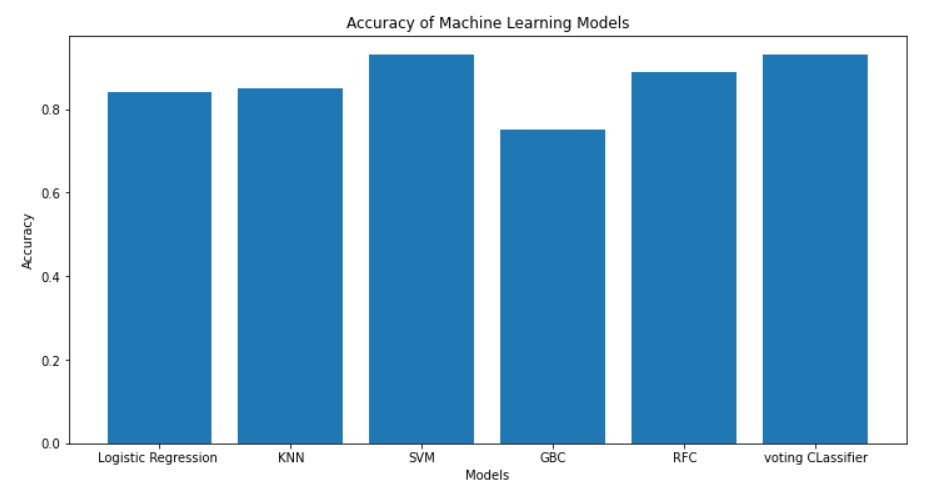 Accuracy of Machine Learning Models
Accuracy
0.8
0.6
0.4
0.2
0.0
Logistic Regression KNN SVM GBC RFC voting CLassifier
Models